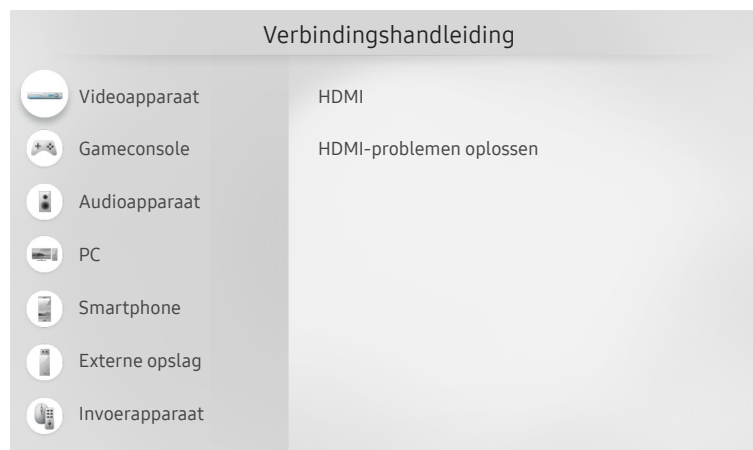 Verbindingshandleiding
Videoapparaat
Gameconsole
Audioapparaat
PC
Smartphone
Externe opslag
Invoerapparaat
HDMI
HDMI-problemen oplossen